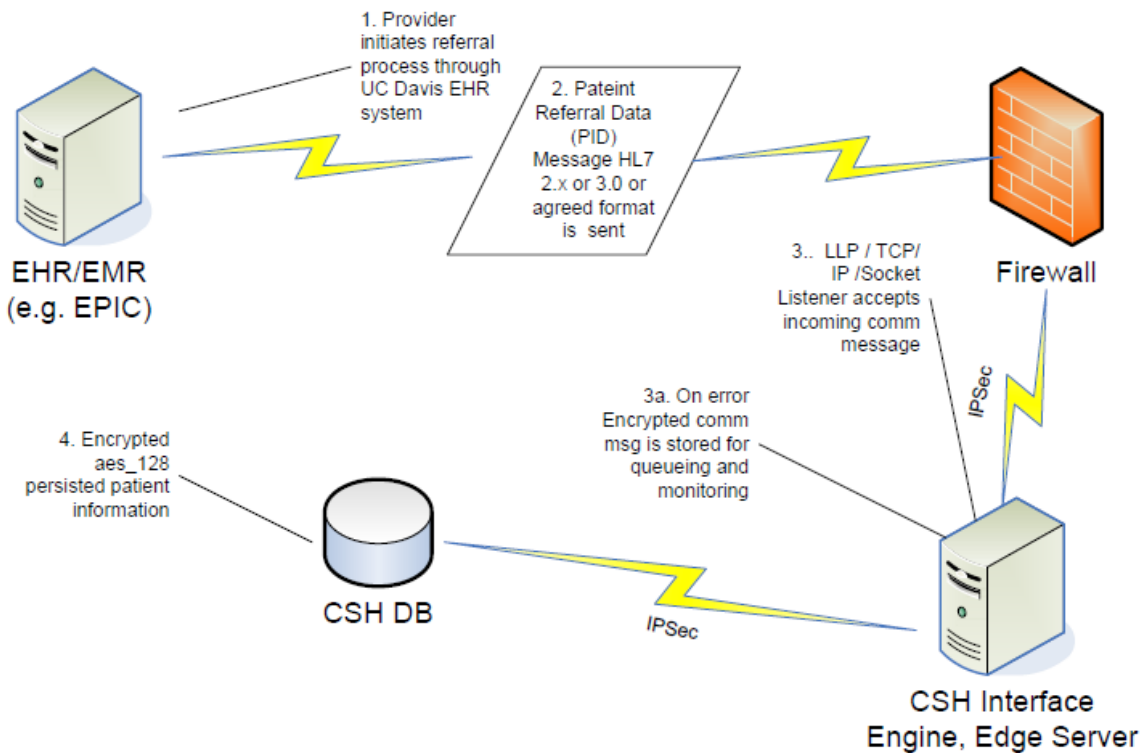 1. Provider
initiates referral
process through
UC Davis EHR
system
EHR/EMR
(e.g. EPIC)
2. Pateint
Referral Data
(PID)
Message HL7
2.x or 3.0 or
agreed format
is sent
Firewall
3.. LLP / TCP/
IP /Socket
Listener accepts
incoming comm
message
IPSec
3a. On error
Encrypted comm
msg is stored for
queueing and
monitoring
CSH Interface
Engine, Edge Server
IPSec
4. Encrypted
aes_128
persisted patient
information
CSH DB